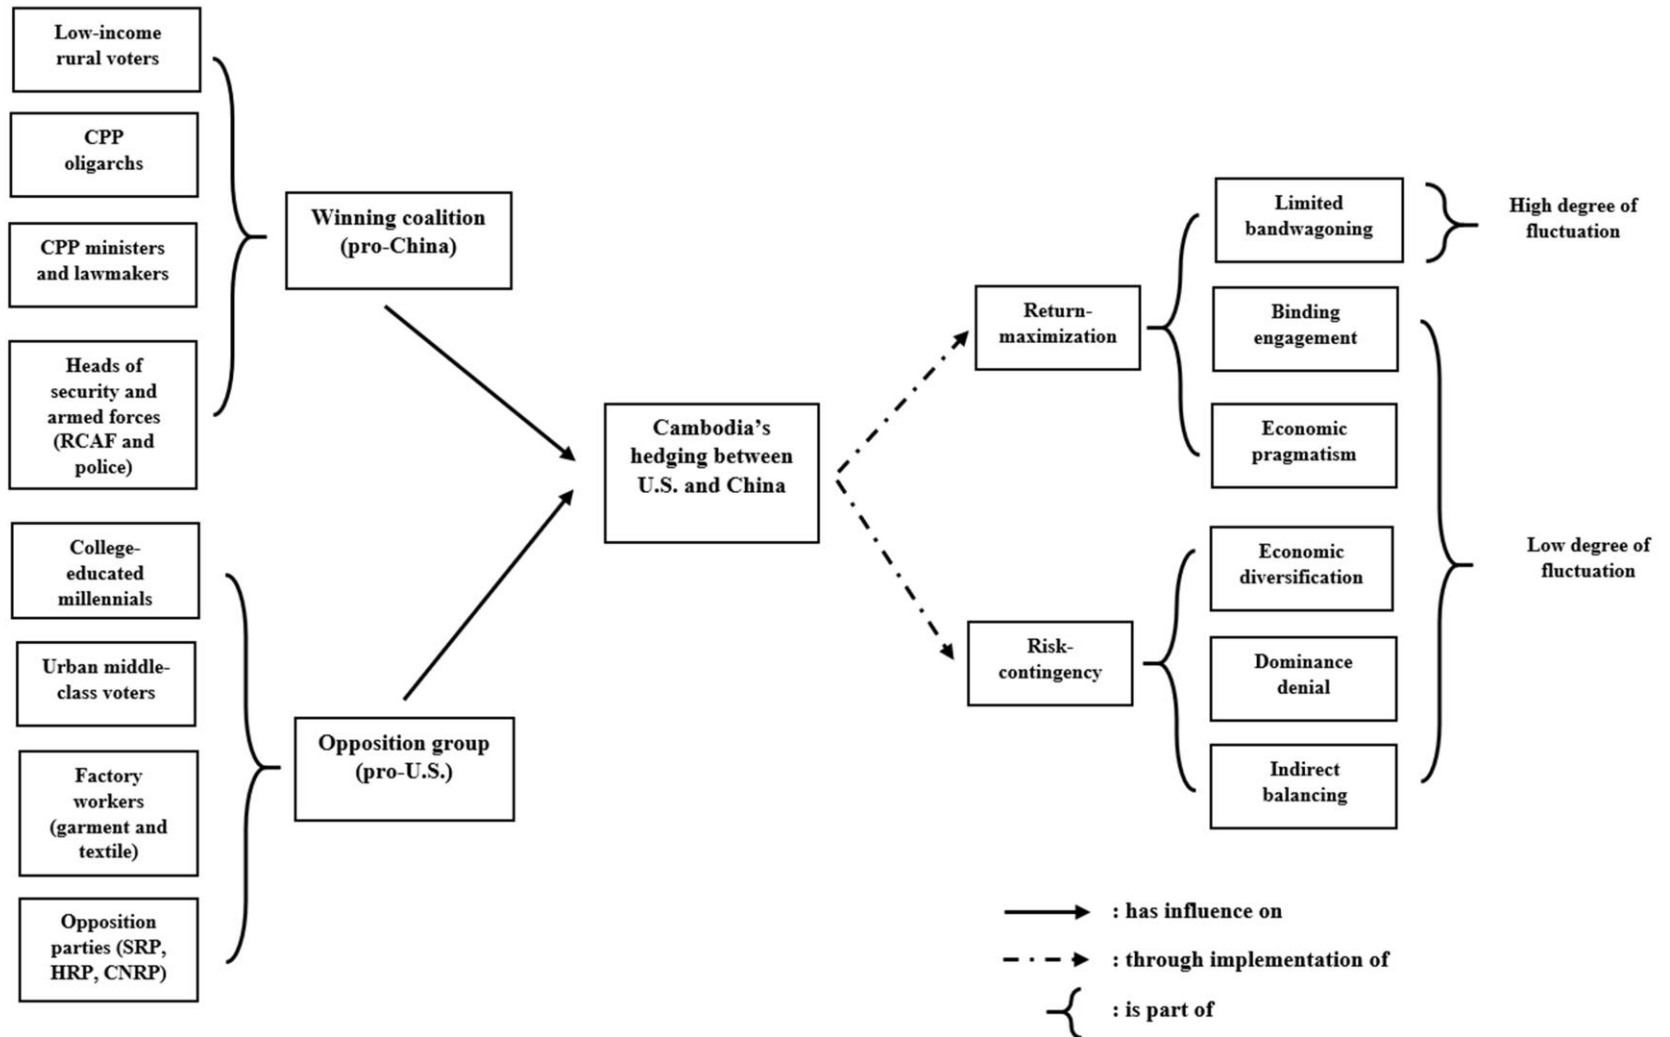 Low-income
rural voters
CPP
oligarchs
CPP ministers
and lawmakers
Heads of
security and
armed forces
(RCAF and
police)
College-
educated
millennials
Urban middle-
class voters
Factory
workers
(garment and
textile)
Opposition
parties (SRP,
HRP, CNRP)
Winning coalition
(pro-China)
Opposition group
(pro-U.S.)
Cambodia’s
hedging between
U.S. and China
Return-
maximization
Risk-
contingency
Limited
bandwagoning
Binding
engagement
Economic
pragmatism
Economic
diversification
Dominance
denial
Indirect
balancing
High degree of
fluctuation
Low degree of
fluctuation
: has influence on
: through implementation of
: is part of